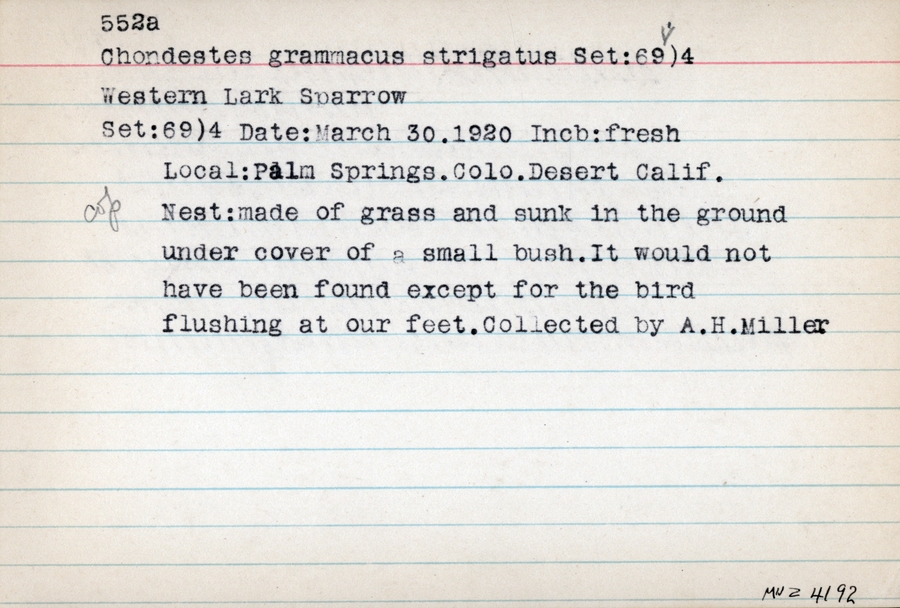 552a
Chondestes grammacus strigatus Set:69)4
Western Lark Sparrow
Set:69)4 Date:March 30.1920 Incb:fresh
Local:Palm Springs.Colo.Desert Calif.
Nest:made of grass and sunk in the ground
under cover of a small bush.It would not
have been found except for the bird
flushing at our feet.Collected by A.H.Miller
MVZ 4192